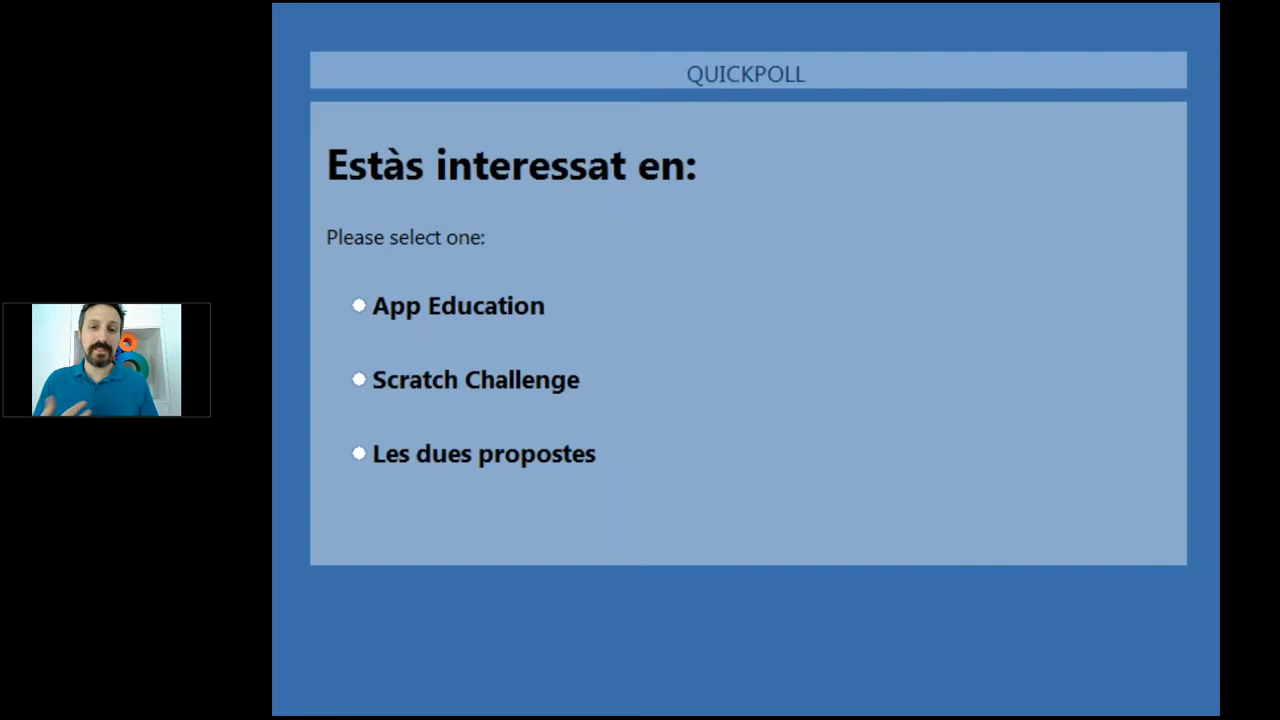 QUICKPOLL
Estàs interessat en:
Please select one:
App Education
Scratch Challenge
Les dues propostes